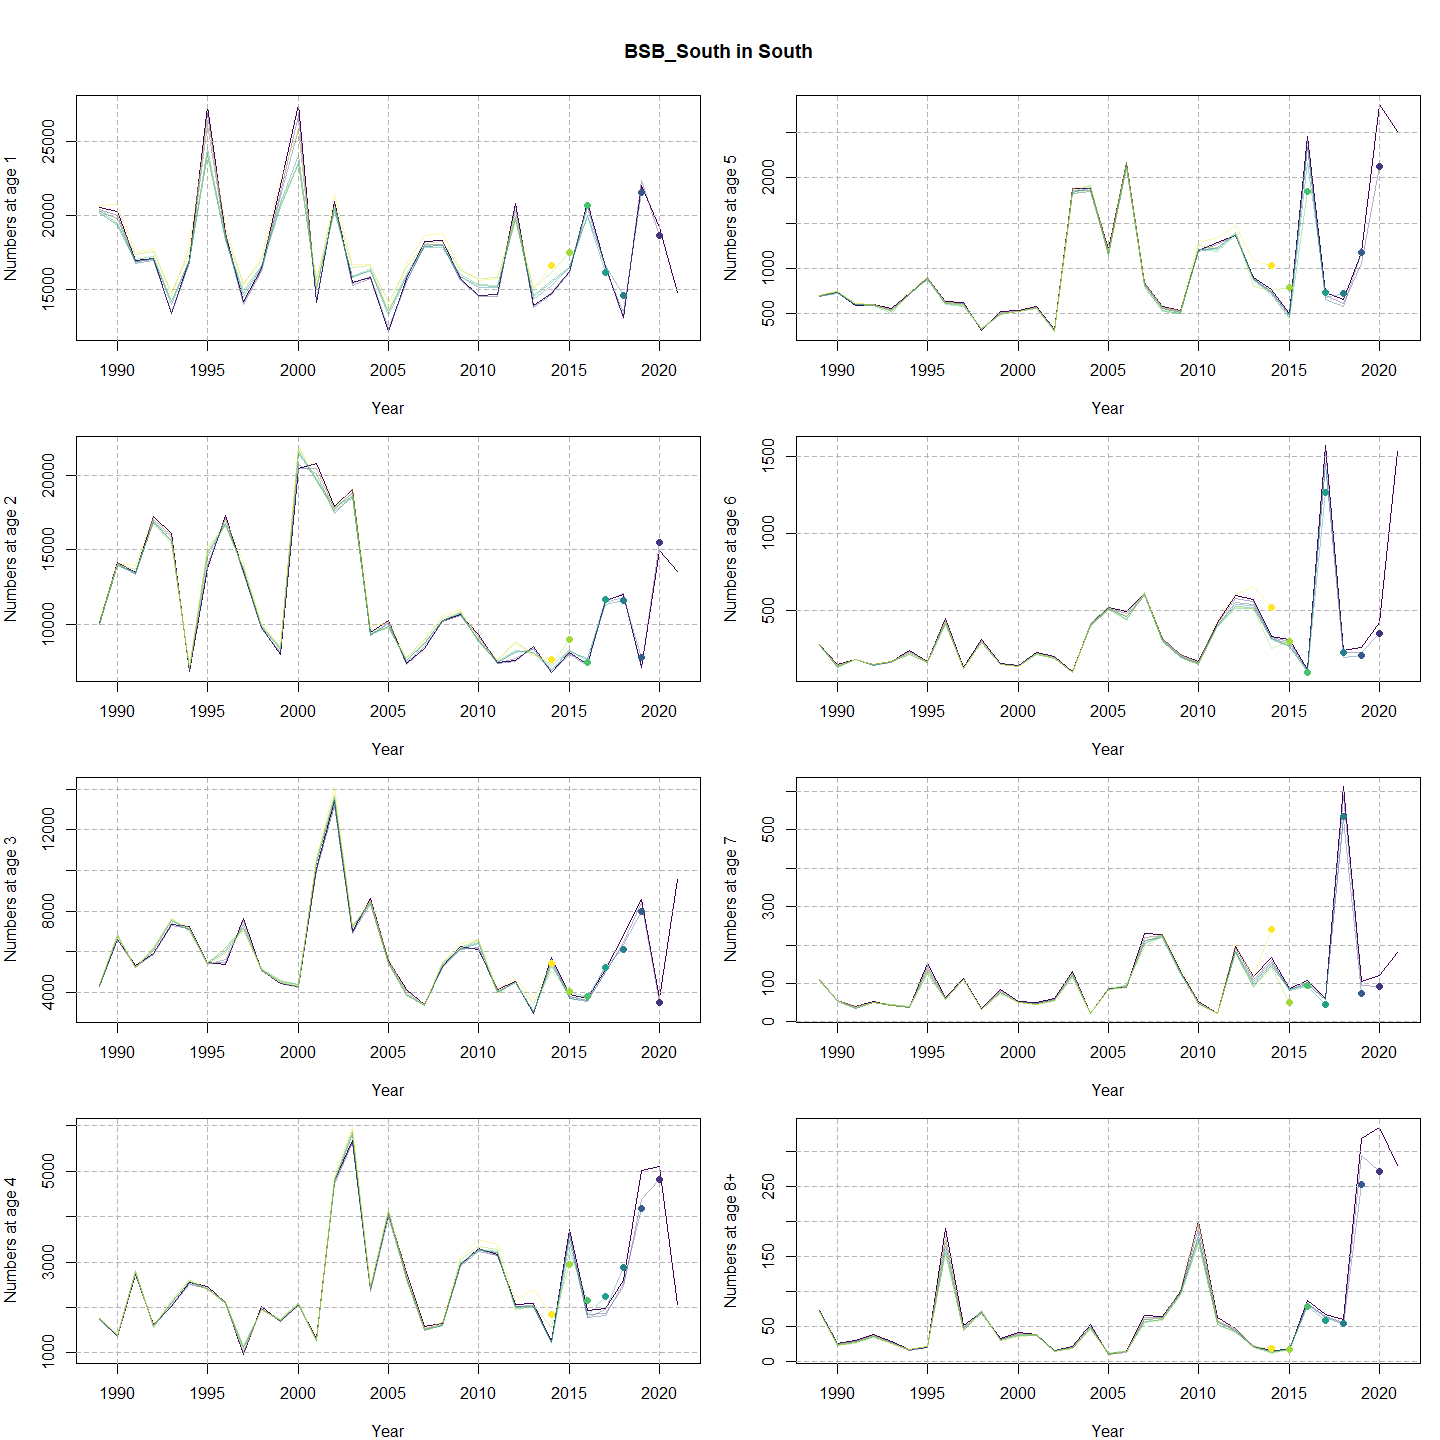 BSB_South in South
Numbers at age 1
15000 20000 25000
1990 1995 2000 2005 2010 2015 2020
Year
Numbers at age 5
500 1000 2000
1990 1995 2000 2005 2010 2015 2020
Year
Numbers at age 2
10000 15000 20000
1990 1995 2000 2005 2010 2015 2020
Year
Numbers at age 6
500 1000 1500
1990 1995 2000 2005 2010 2015 2020
Year
Numbers at age 3
4000 8000 12000
1990 1995 2000 2005 2010 2015 2020
Year
Numbers at age 7
0 100 300 500
1990 1995 2000 2005 2010 2015 2020
Year
Numbers at age 4
1000 3000 5000
1990 1995 2000 2005 2010 2015 2020
Year
Numbers at age 8+
0 50 150 250
1990 1995 2000 2005 2010 2015 2020
Year